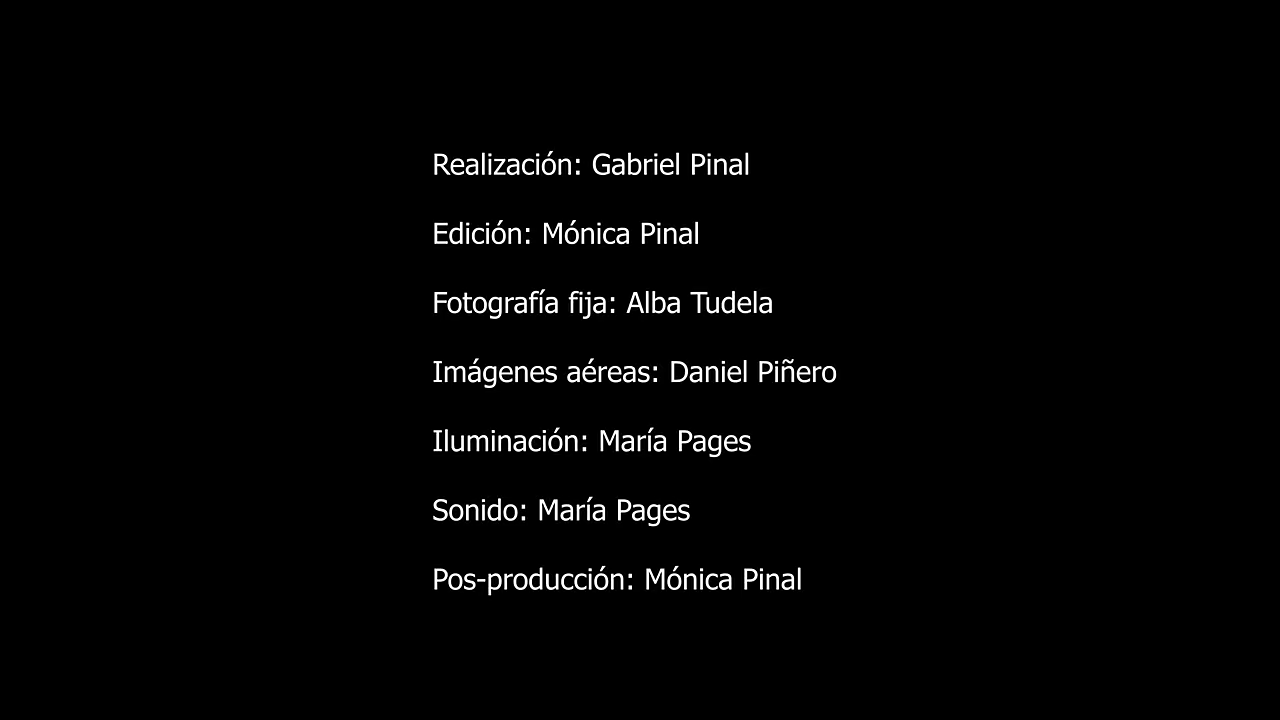 Realización: Gabriel Pinal
Edición: Mónica Pinal
Fotografía fija: Alba Tudela
Imágenes aéreas: Daniel Piñero
Iluminación: María Pages
Sonido: María Pages
Pos-producción: Mónica Pinal